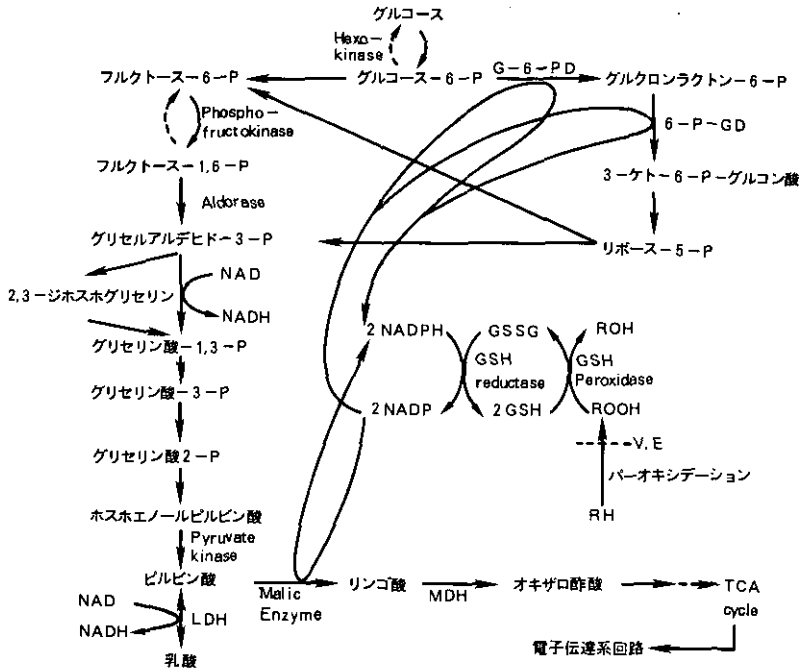 グルコース
Hexo-
kinase
フルクトース-6-P
グルコース-6-P
G-6-PD
グルクロンラクトン-6-P
Phospho-
fructokinase
6-P-GD
フルクトース-1,6-P
3-ケト-6-P-グルコン酸
Aldorase
グリセルアルデヒド-3-P
リボース-5-P
NAD
2,3-ジホスホグリセリン
NADH
グリセリン酸-1,3-P
2 NADPH
GSSG
ROH
GSH
reductase
GSH
Peroxidase
グリセリン酸-3-P
2NADP
2GSH
ROOH
V,E
グリセリン酸2-P
パーオキシデーション
ホスホエノールピルビン酸
RH
Pyruvate
kinase
ピルビン酸
Malic
Enzyme
リンゴ酸
MDH
オキザロ酢酸
TCA
cycle
NAD
LDH
NADH
乳酸
電子伝達系回路